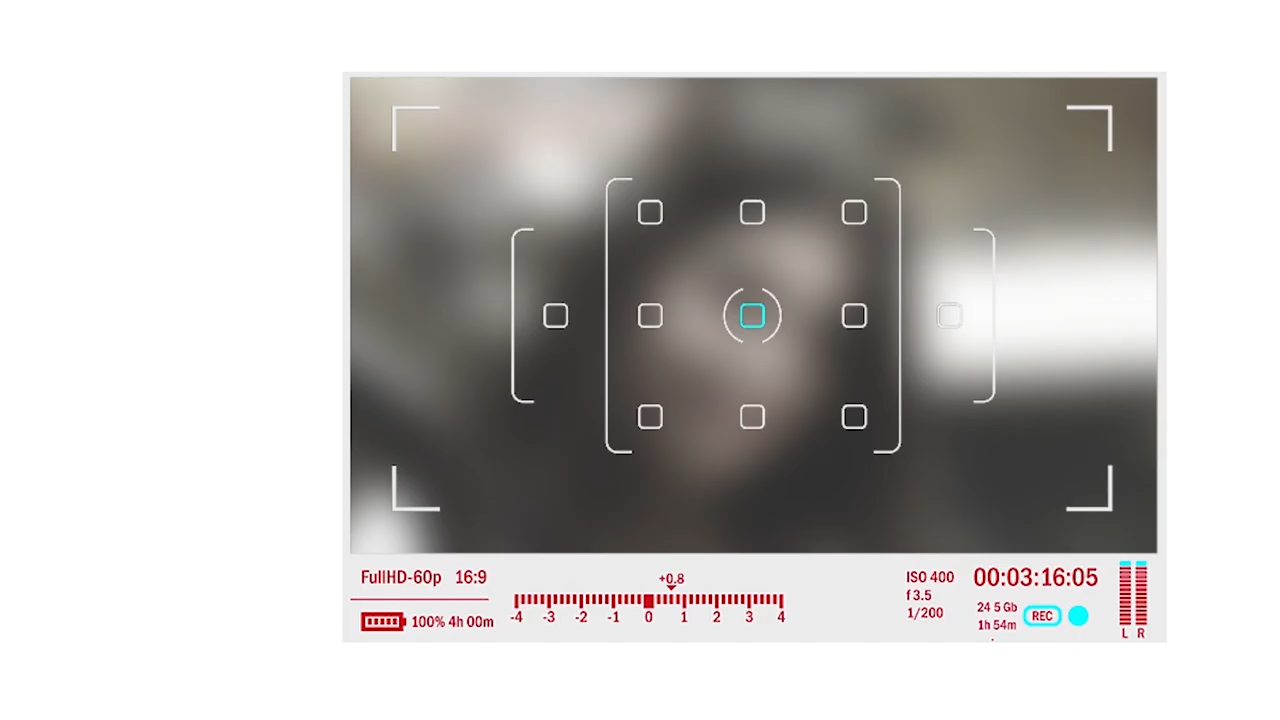 FullHD-60p 16:9
100% 4h 00m
+0.8
-4 -3 -2 -1 0 1 2 3 4
ISO 400
f 3.5
1/200
00:03:16:05
24 5 Gb
1h 54m
REC
L R